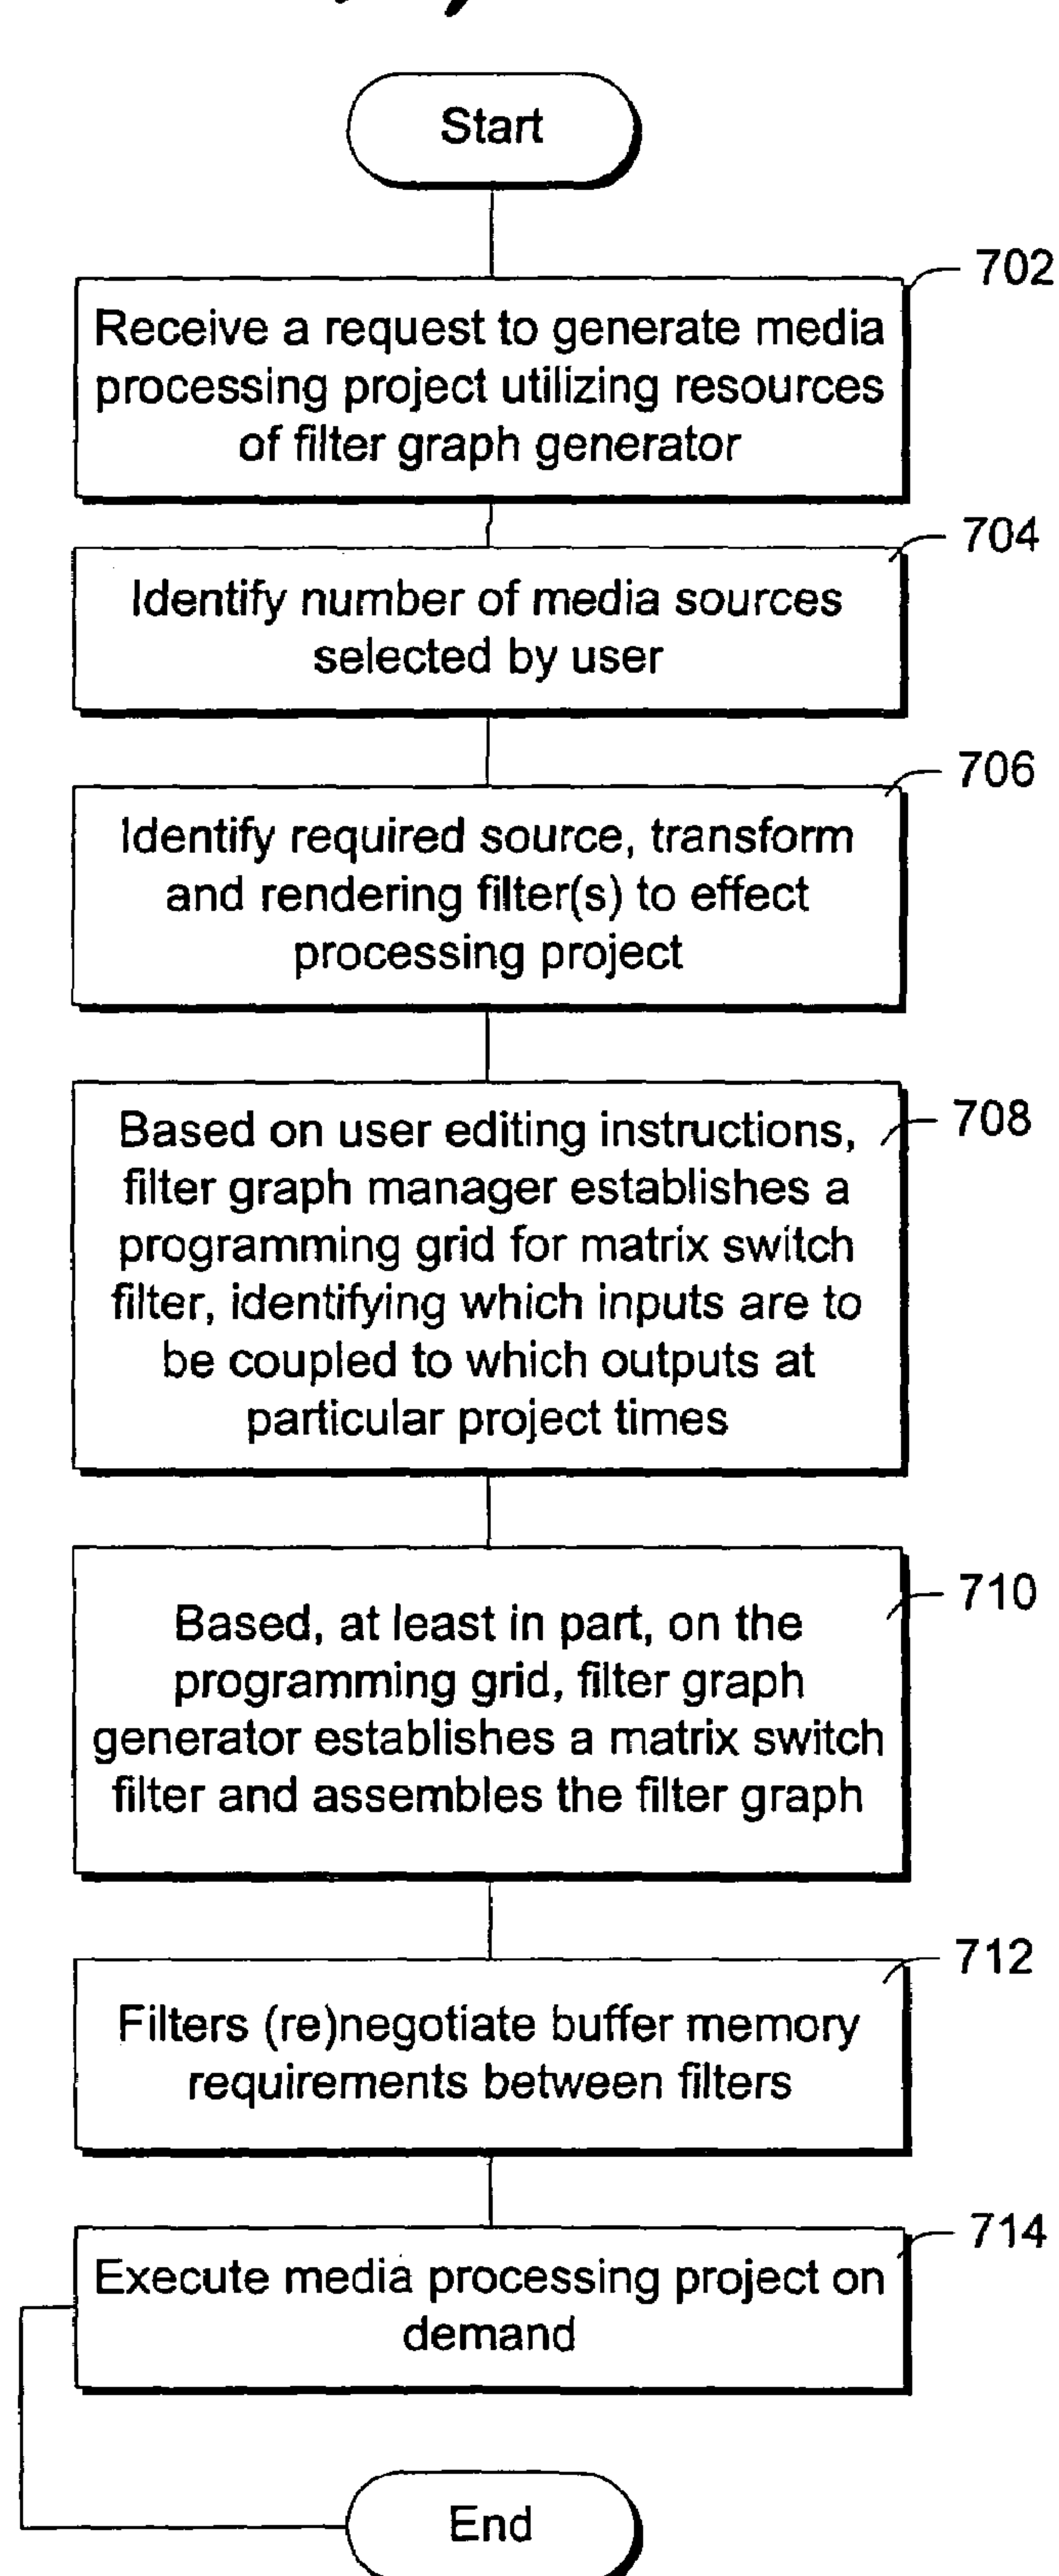 Start
702
Receive a request to generate media
processing project utilizing resources
of filter graph generator
704
Identify number of media sources
selected by user
706
Identify required source, transform
and rendering filter(s) to effect
processing project
708
Based on user editing instructions,
filter graph manager establishes a
programming grid for matrix switch
filter, identifying which inputs are to
be coupled to which outputs at
particular project times
710
Based, at least in part, on the
programming grid, filter graph
generator establishes a matrix switch
filter and assembles the filter graph
712
Filters (re)negotiate buffer memory
requirements between filters
714
Execute media processing project on
demand
End